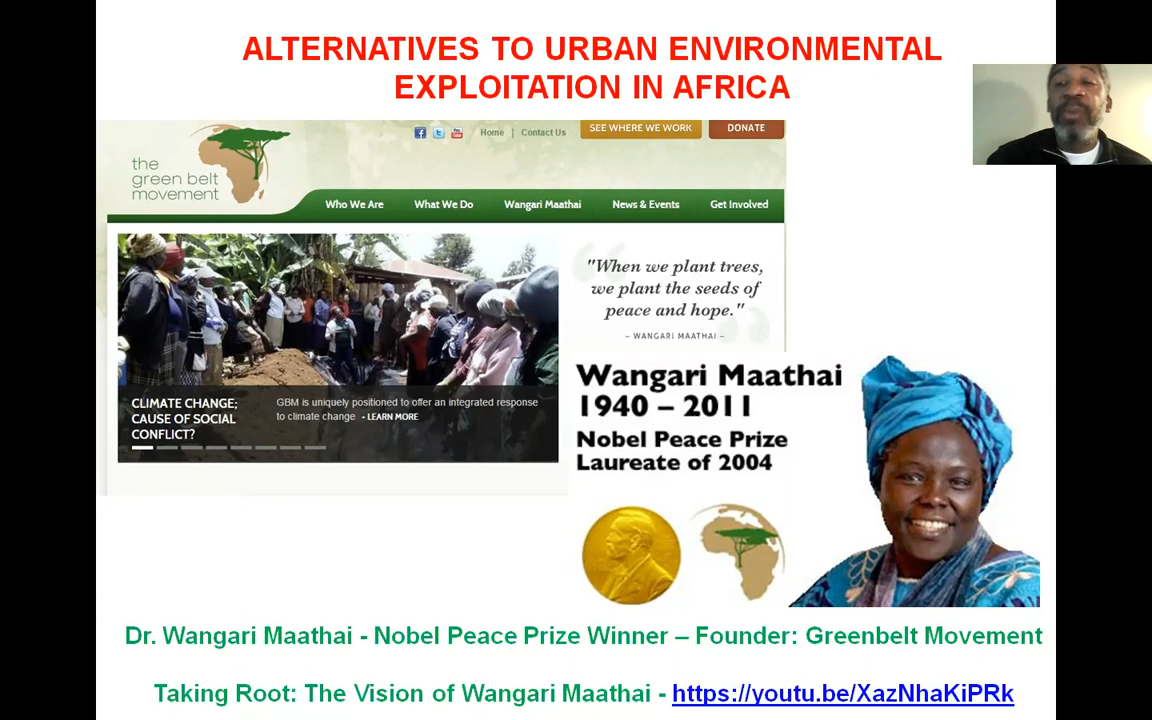 ALTERNATIVES TO URBAN ENVIRONMENTAL
EXPLOITATION IN AFRICA
the
green belt
movement
Home | Contact Us
SEE WHERE WE WORK
DONATE
Who We Are
What We Do
Wangari Maathai
News & Events
Get Involved
"When we plant trees,
we plant the seeds of
peace and hope."
– WANGARI MAATHAI –
CLIMATE CHANGE;
CAUSE OF SOCIAL
CONFLICT?
GBM is uniquely positioned to offer an integrated response
to climate change • LEARN MORE
Wangari Maathai
1940 – 2011
Nobel Peace Prize
Laureate of 2004
Dr. Wangari Maathai - Nobel Peace Prize Winner – Founder: Greenbelt Movement
Taking Root: The Vision of Wangari Maathai - https://youtu.be/XazNhaKiPRk